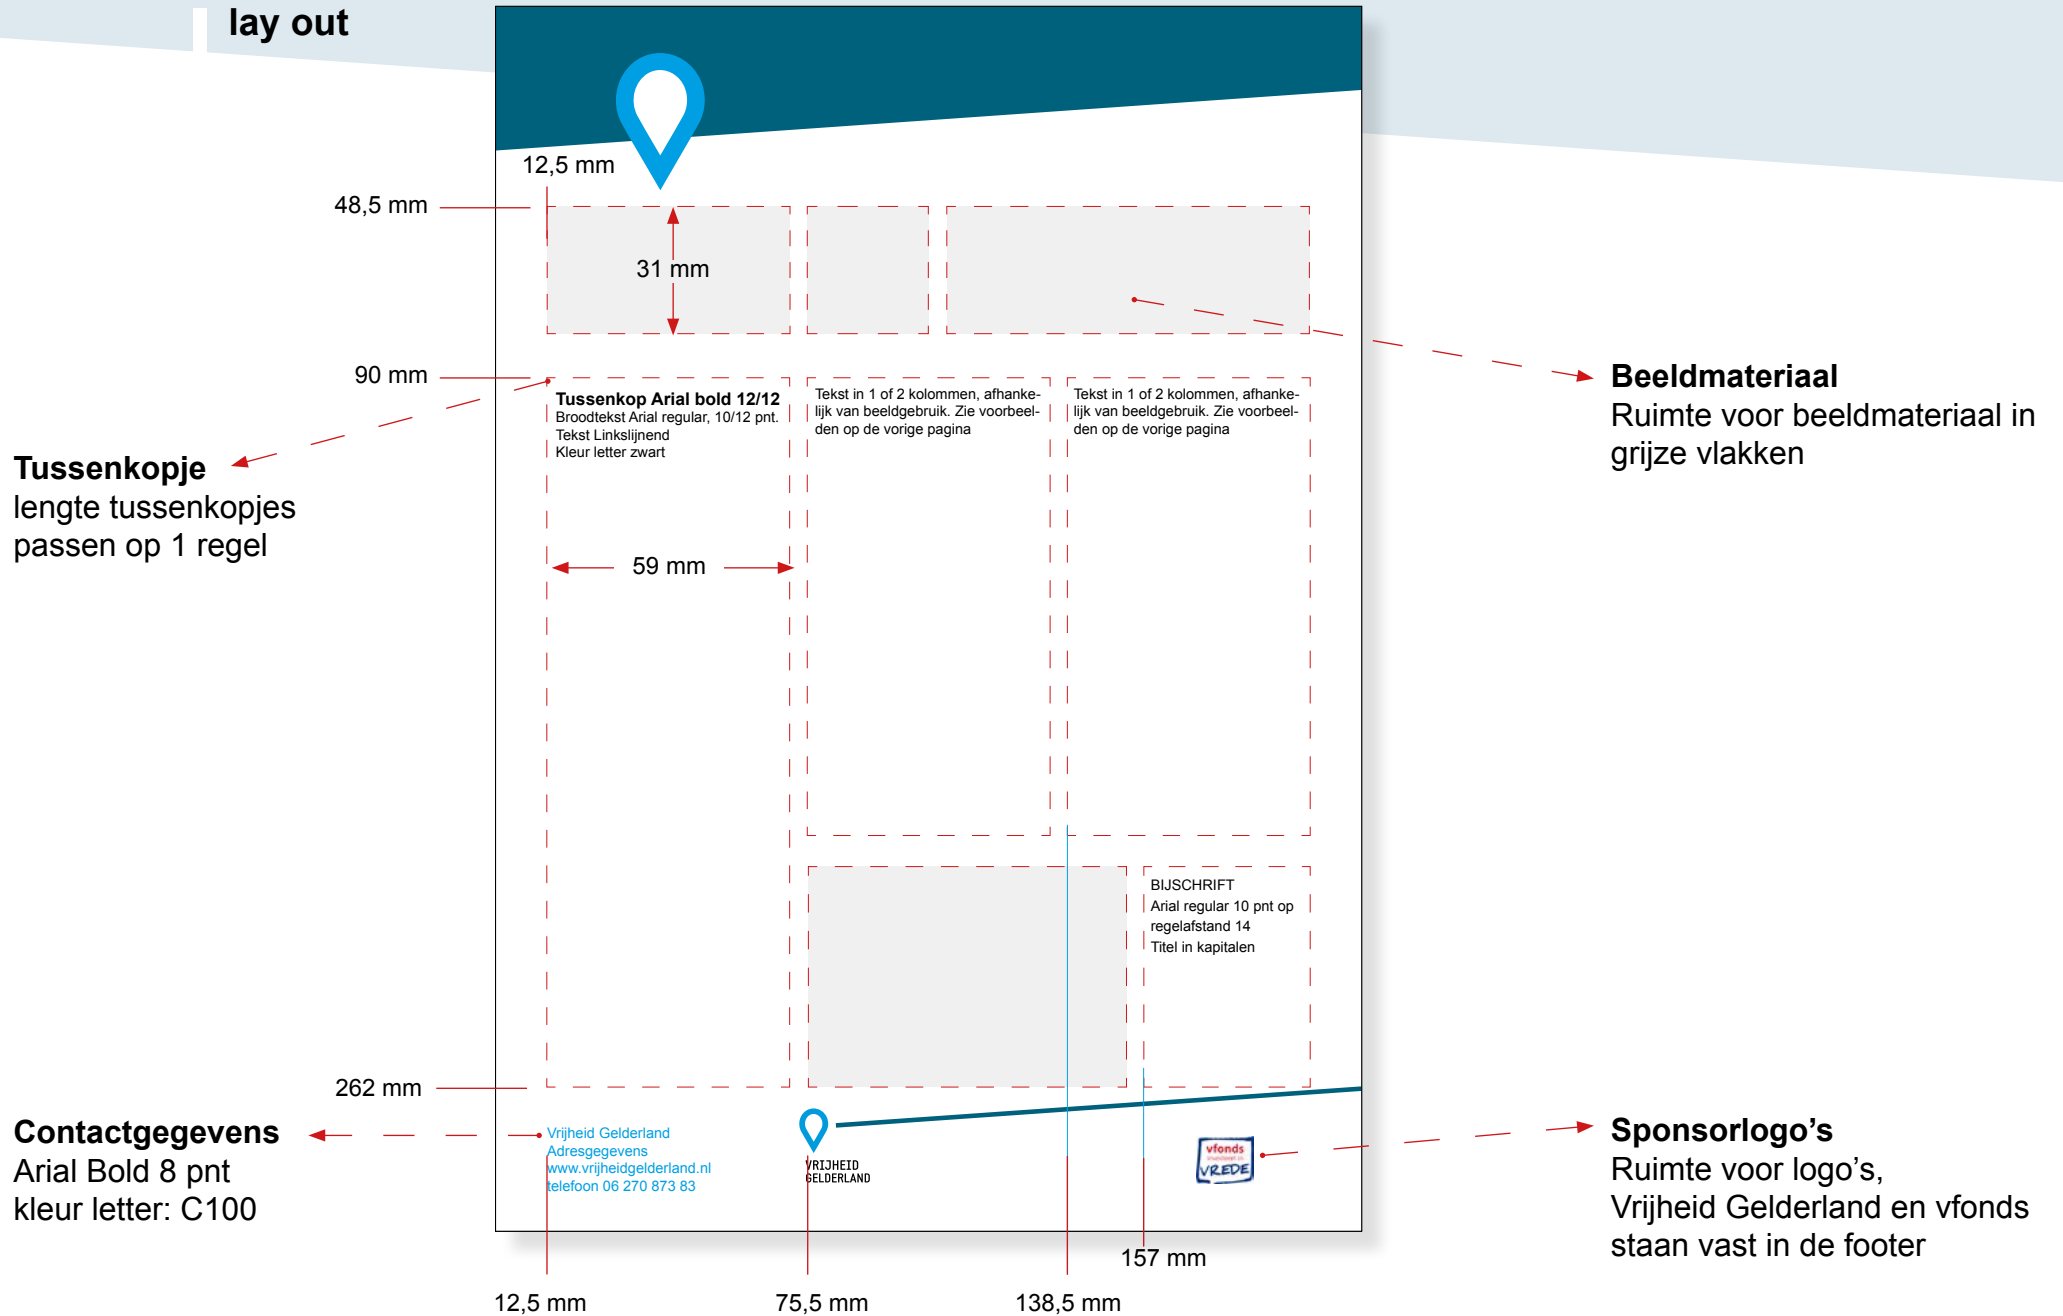 lay out
12,5 mm
48,5 mm
31 mm
90 mm
Tussenkop Arial bold 12/12
Broodtekst Arial regular, 10/12 pnt.
Tekst Linkslijnend
Kleur letter zwart
Tekst in 1 of 2 kolommen, afhanke-
lijk van beeldgebruik. Zie voorbeel-
den op de vorige pagina
Tekst in 1 of 2 kolommen, afhanke-
lijk van beeldgebruik. Zie voorbeel-
den op de vorige pagina
Beeldmateriaal
Ruimte voor beeldmateriaal in
grijze vlakken
Tussenkopje
lengte tussenkopjes
passen op 1 regel
59 mm
BIJSCHRIFT
Arial regular 10 pnt op
regelafstand 14
Titel in kapitalen
262 mm
Contactgegevens
Arial Bold 8 pnt
kleur letter: C100
Vrijheid Gelderland
Adresgegevens
www.vrijheidgelderland.nl
telefoon 06 270 873 83
VRIJHEID
GELDERLAND
vfonds
investeert in
VREDE
Sponsorlogo's
Ruimte voor logo's,
Vrijheid Gelderland en vfonds
staan vast in de footer
157 mm
12,5 mm
75,5 mm
138,5 mm